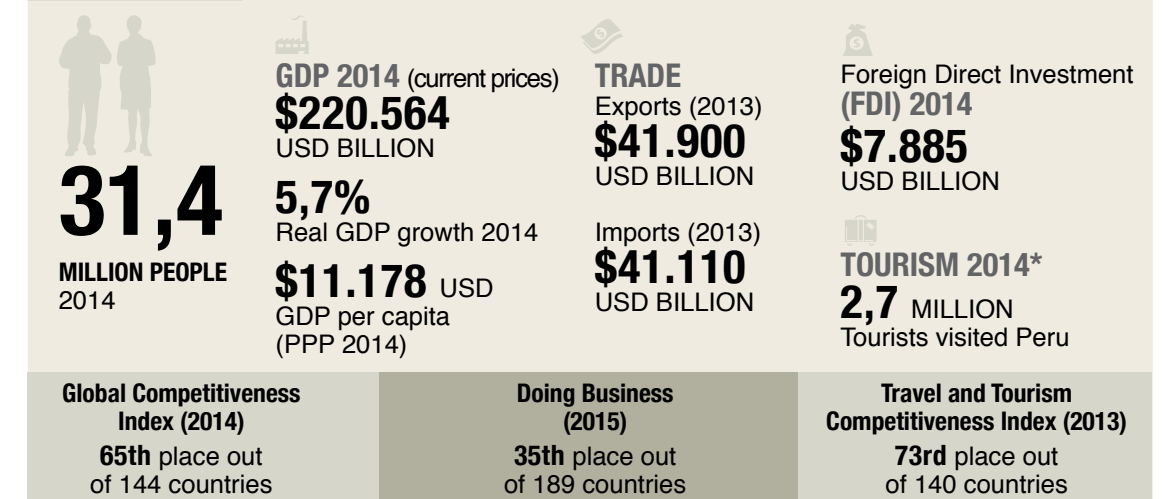 31,4
MILLION PEOPLE
2014
GDP 2014 (current prices)
$220.564
USD BILLION
5,7%
Real GDP growth 2014
$11.178 USD
GDP per capita
(PPP 2014)
TRADE
Exports (2013)
$41.900
USD BILLION
Imports (2013)
$41.110
USD BILLION
Foreign Direct Investment
(FDI) 2014
$7.885
USD BILLION
TOURISM 2014*
2,7 MILLION
Tourists visited Peru
Global Competitiveness
Index (2014)
65th place out
of 144 countries
Doing Business
(2015)
35th place out
of 189 countries
Travel and Tourism
Competitiveness Index (2013)
73rd place out
of 140 countries